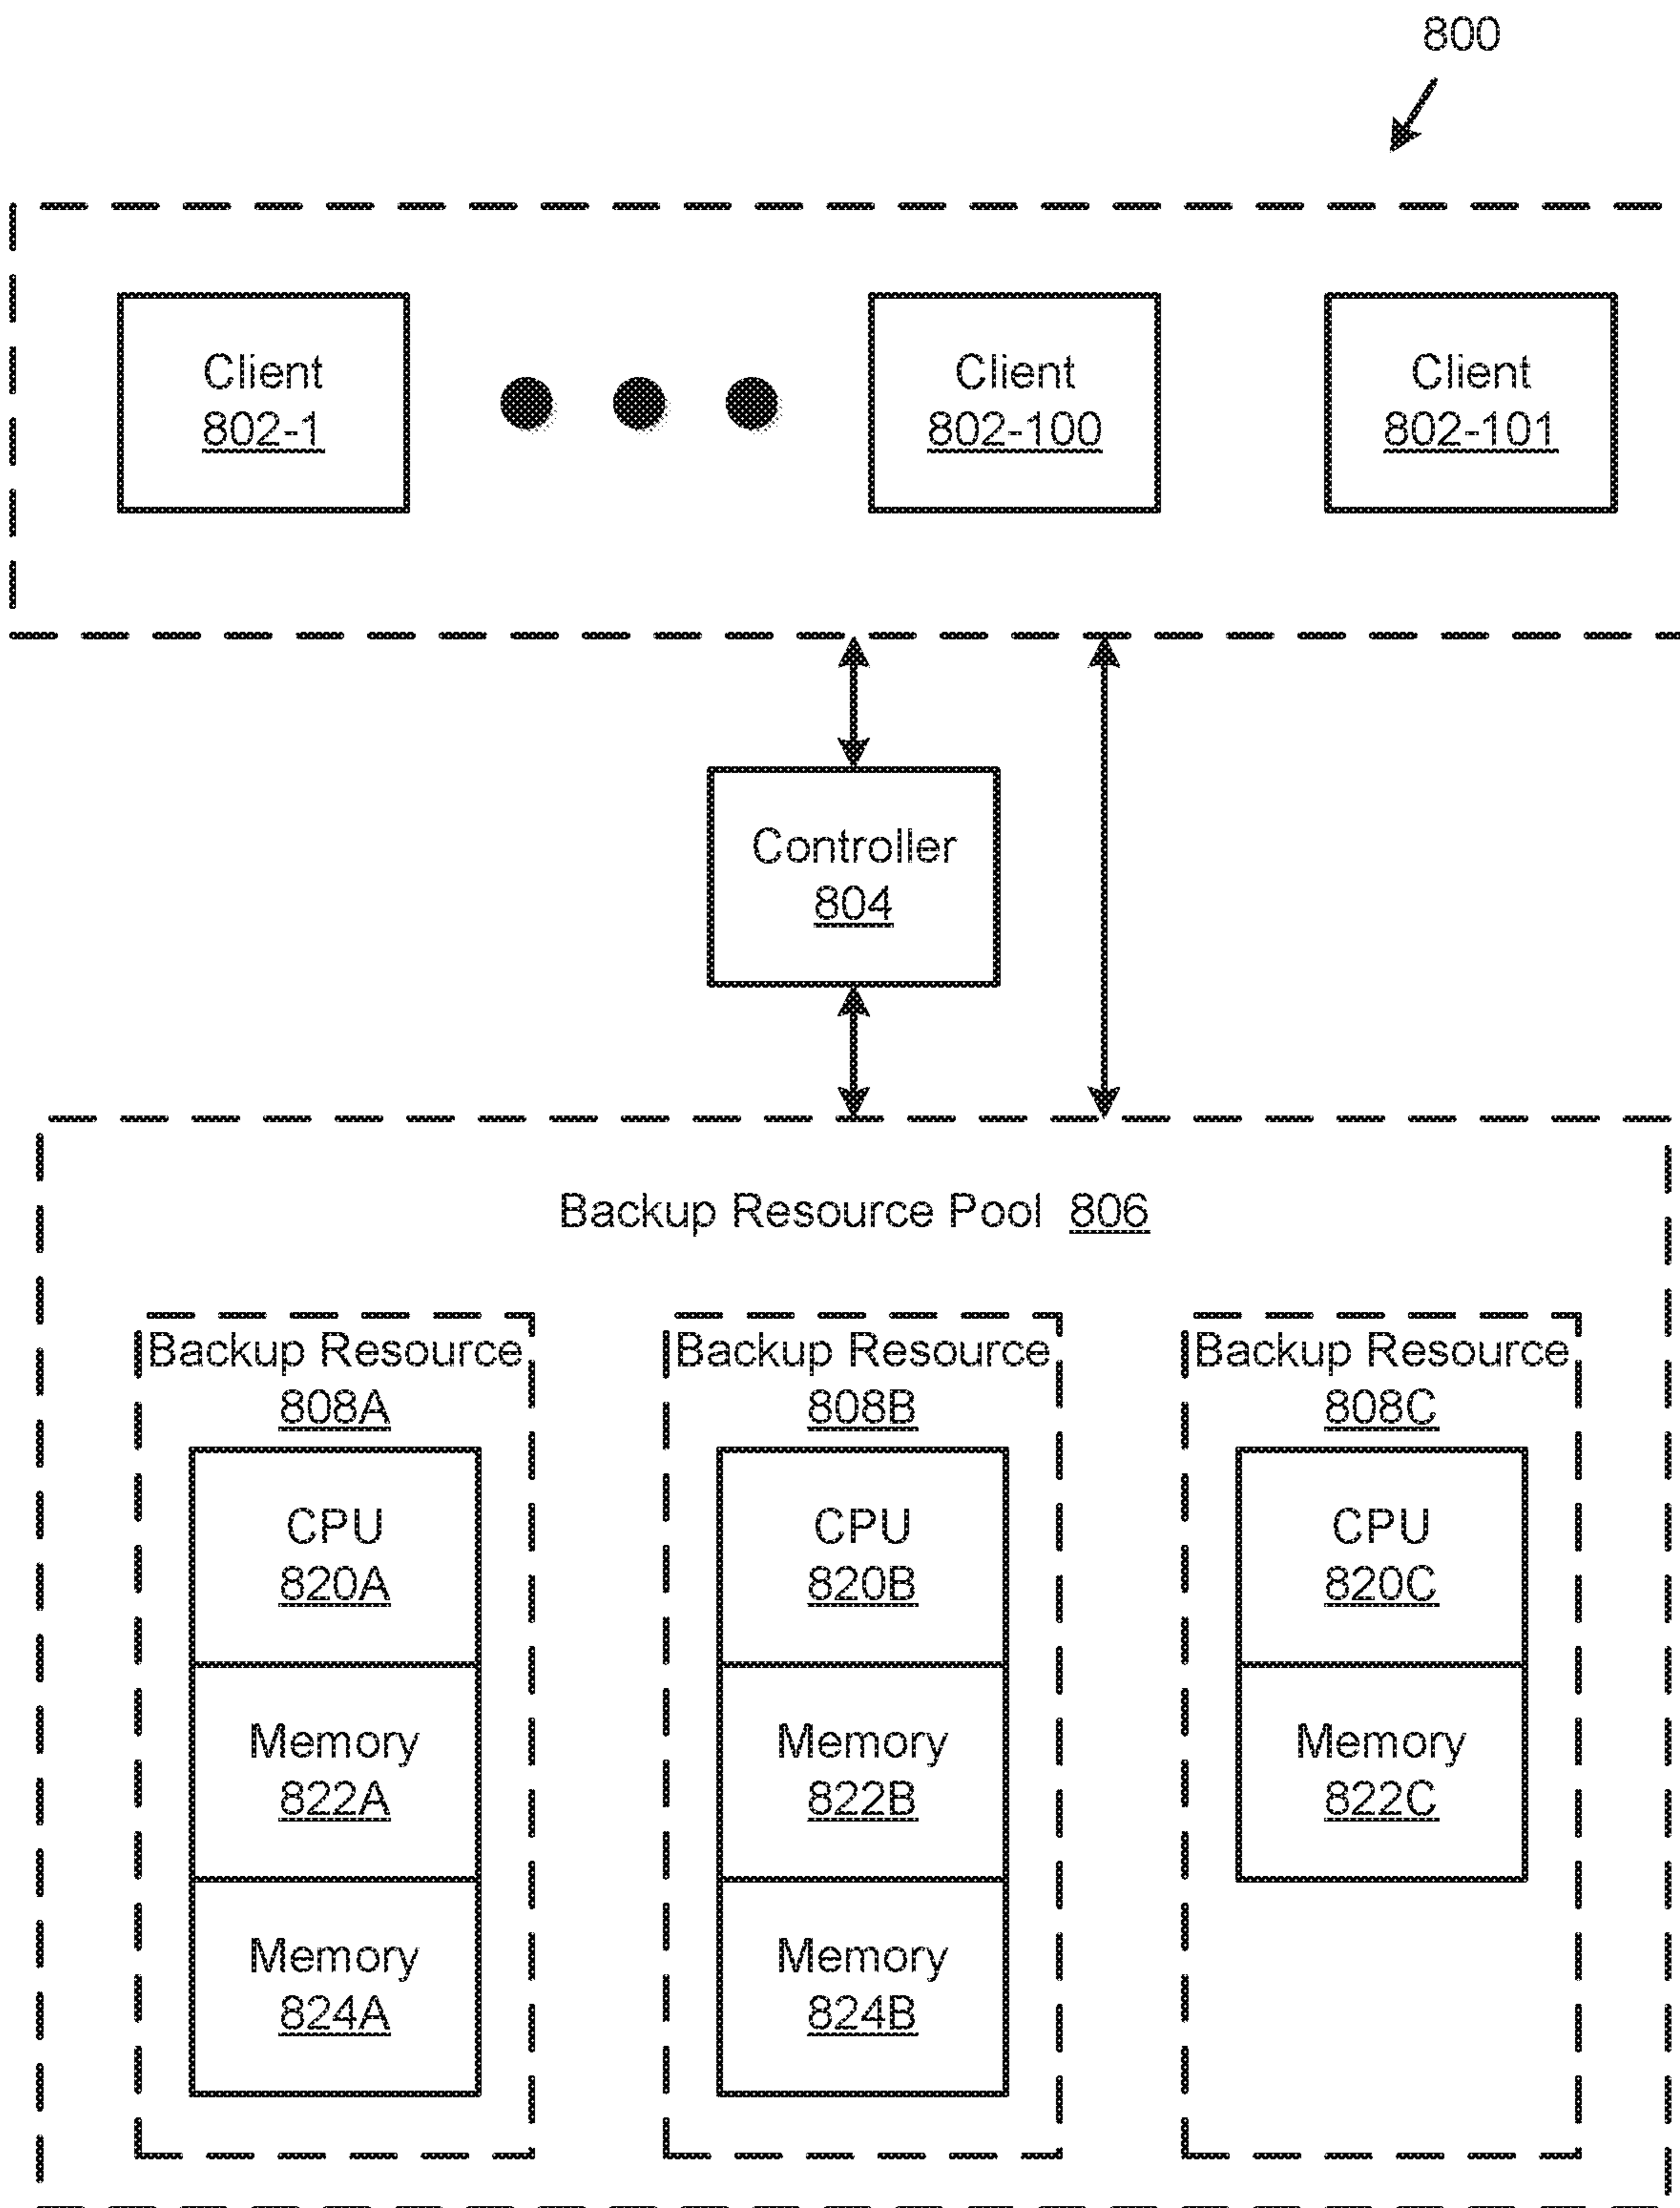 800
Client
802-1
Client
802-100
Client
802-101
Controller
804
Backup Resource Pool 806
Backup Resource
808A
CPU
820A
Memory
822A
Memory
824A
Backup Resource
808B
CPU
820B
Memory
822B
Memory
824B
Backup Resource
808C
CPU
820C
Memory
822C